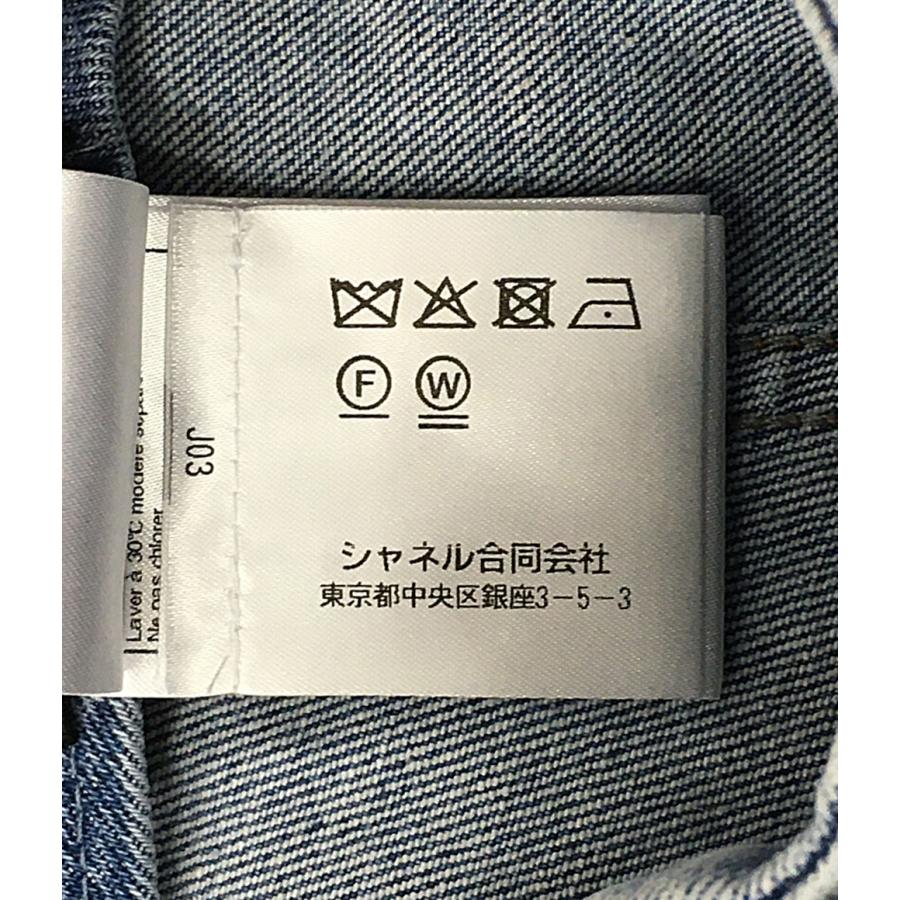 F W
シャネル合同会社
東京都中央区銀座3-5-3
J03
Laver à 30℃ modéré
Ne pas chlorer